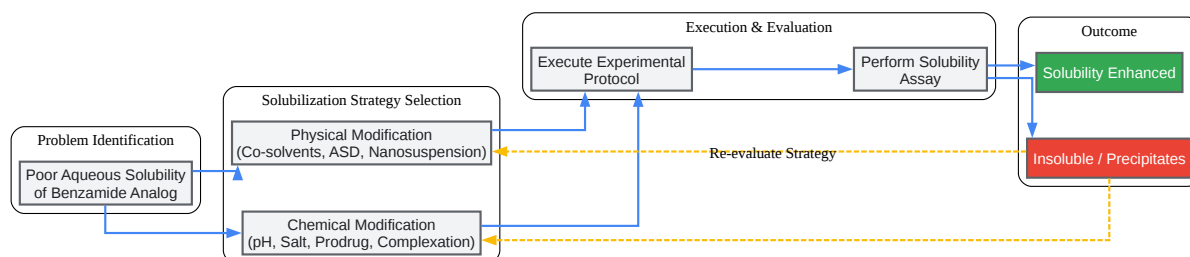 Problem Identification
Poor Aqueous Solubility
of Benzamide Analog
Solubilization Strategy Selection
Physical Modification
(Co-solvents, ASD, Nanosuspension)
Chemical Modification
(pH, Salt, Prodrug, Complexation)
Execution & Evaluation
Execute Experimental
Protocol
Perform Solubility
Assay
Re-evaluate Strategy
Outcome
Solubility Enhanced
Insoluble / Precipitates